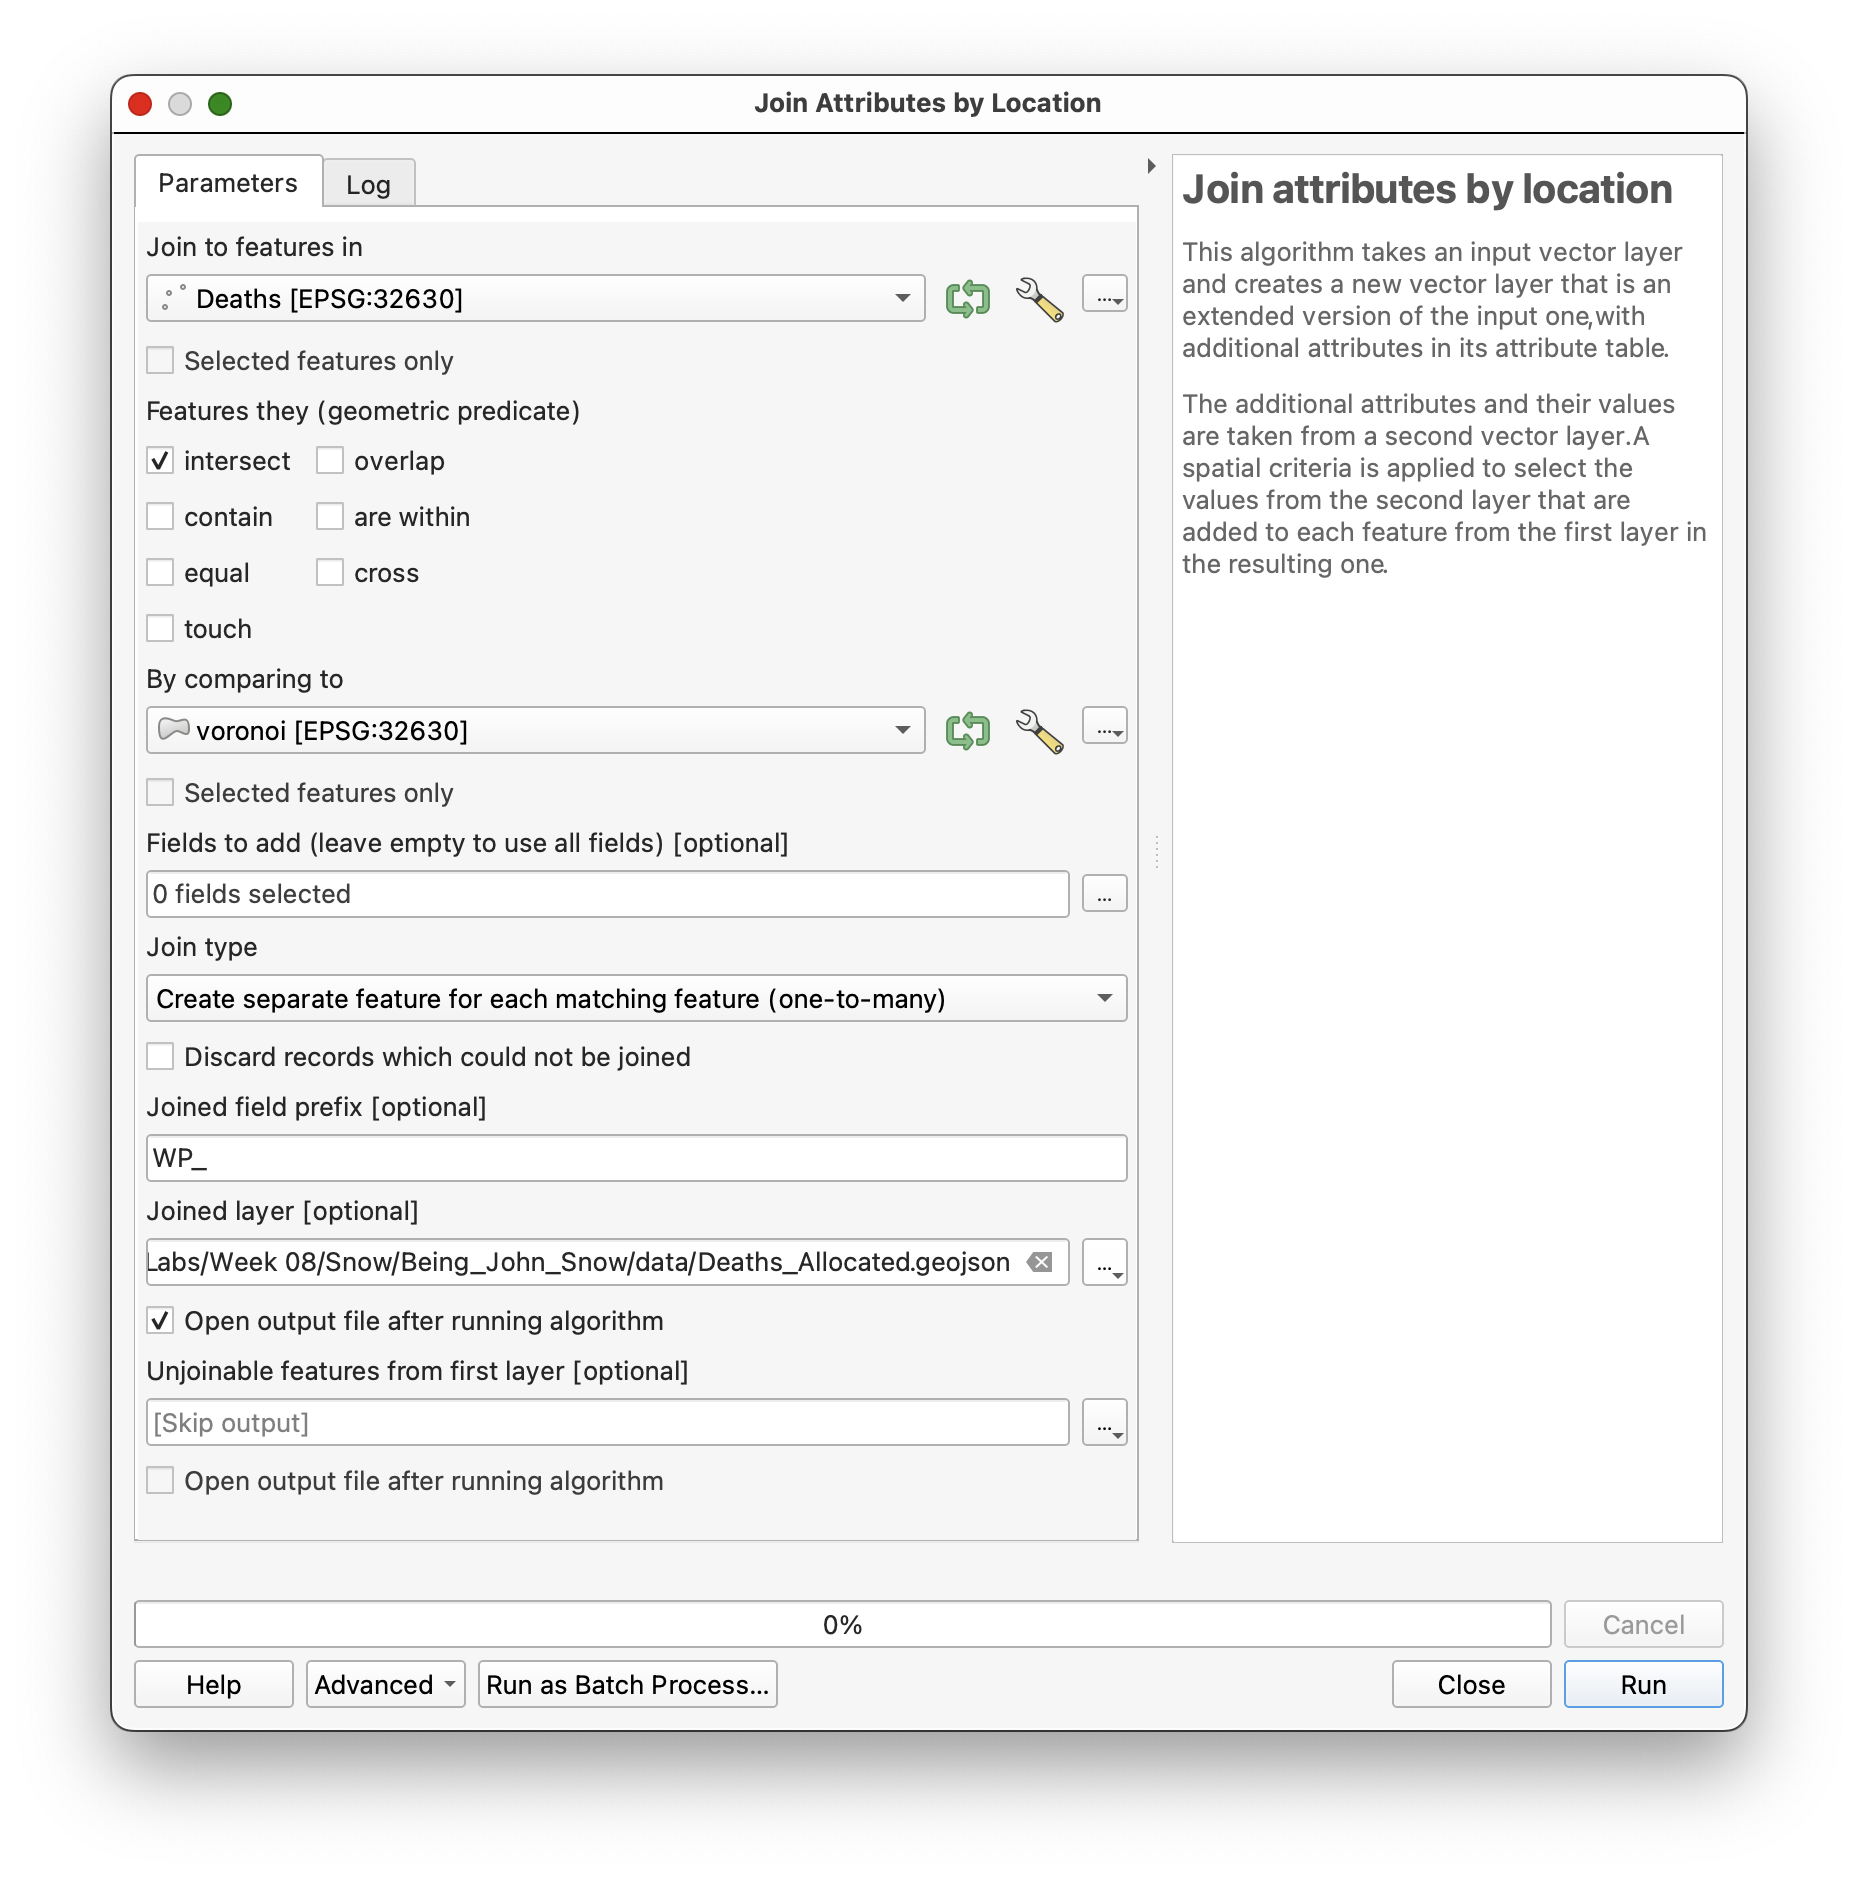 Join Attributes by Location
Parameters
Log
Join to features in
Deaths [EPSG:32630]
...
Selected features only
Features they (geometric predicate)
intersect
overlap
contain
are within
equal
cross
touch
By comparing to
voronoi [EPSG:32630]
...
Selected features only
Fields to add (leave empty to use all fields) [optional]
0 fields selected
...
Join type
Create separate feature for each matching feature (one-to-many)
Discard records which could not be joined
Joined field prefix [optional]
WP_
Joined layer [optional]
Labs/Week 08/Snow/Being_John_Snow/data/Deaths_Allocated.geojson
...
Open output file after running algorithm
Unjoinable features from first layer [optional]
[Skip output]
...
Open output file after running algorithm
Join attributes by location
This algorithm takes an input vector layer
and creates a new vector layer that is an
extended version of the input one,with
additional attributes in its attribute table.
The additional attributes and their values
are taken from a second vector layer.A
spatial criteria is applied to select the
values from the second layer that are
added to each feature from the first layer in
the resulting one.
0%
Cancel
Help
Advanced
Run as Batch Process...
Close
Run